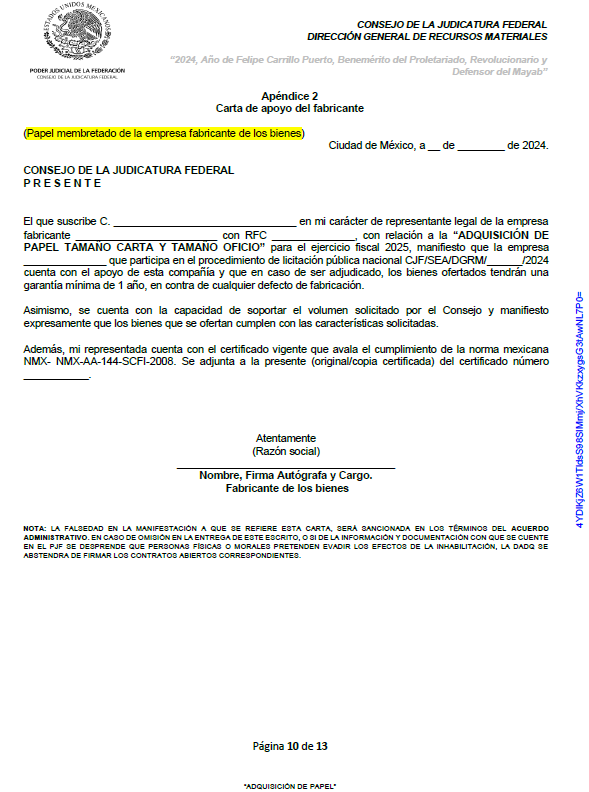 ESTADOS UNIDOS MEXICANOS
PODER JUDICIAL DE LA FEDERACIÓN
CONSEJO DE LA JUDICATURA FEDERAL
CONSEJO DE LA JUDICATURA FEDERAL
DIRECCIÓN GENERAL DE RECURSOS MATERIALES
“2024, Año de Felipe Carrillo Puerto, Benemérito del Proletariado, Revolucionario y
Defensor del Mayab”
Apéndice 2
Carta de apoyo del fabricante
(Papel membretado de la empresa fabricante de los bienes)
Ciudad de México, a __ de ________ de 2024.
CONSEJO DE LA JUDICATURA FEDERAL
P R E S E N T E
El que suscribe C. ______________________________ en mi carácter de representante legal de la empresa
fabricante ________________________ con RFC ______________, con relación a la “ADQUISICIÓN DE
PAPEL TAMAÑO CARTA Y TAMAÑO OFICIO” para el ejercicio fiscal 2025, manifiesto que la empresa
______________ que participa en el procedimiento de licitación pública nacional CJF/SEA/DGRM/______/2024
cuenta con el apoyo de esta compañía y que en caso de ser adjudicado, los bienes ofertados tendrán una
garantía mínima de 1 año, en contra de cualquier defecto de fabricación.
Asimismo, se cuenta con la capacidad de soportar el volumen solicitado por el Consejo y manifiesto
expresamente que los bienes que se ofertan cumplen con las características solicitadas.
Además, mi representada cuenta con el certificado vigente que avala el cumplimiento de la norma mexicana
NMX- NMX-AA-144-SCFI-2008. Se adjunta a la presente (original/copia certificada) del certificado número
___________.
Atentamente
(Razón social)
____________________________________
Nombre, Firma Autógrafa y Cargo.
Fabricante de los bienes
NOTA: LA FALSEDAD EN LA MANIFESTACIÓN A QUE SE REFIERE ESTA CARTA, SERÁ SANCIONADA EN LOS TÉRMINOS DEL ACUERDO
ADMINISTRATIVO. EN CASO DE OMISIÓN EN LA ENTREGA DE ESTE ESCRITO, O SI DE LA INFORMACIÓN Y DOCUMENTACIÓN CON QUE SE CUENTE
EN EL PJF SE DESPRENDE QUE PERSONAS FÍSICAS O MORALES PRETENDEN EVADIR LOS EFECTOS DE LA INHABILITACIÓN, LA DADQ SE
ABSTENDRA DE FIRMAR LOS CONTRATOS ABIERTOS CORRESPONDIENTES.
Página 10 de 13
"ADQUISICIÓN DE PAPEL"